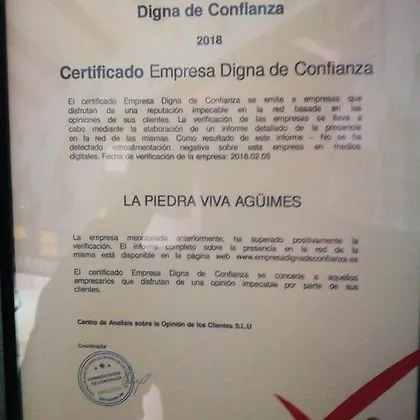 Digna de Confianza
2018
Certificado Empresa Digna de Confianza
El certificado Empresa Digna de Confianza se emite a empresas que
disfrutan de una reputación impecable en la red basada en las
opiniones de sus clientes. La verificación de las empresas se lleva a
cabo mediante la elaboración de un informe detallado de la presencia
en la red de las mismas. Como resultado de este informe – No se ha
detectado retroalimentación negativa sobre esta empresa en medios
digitales. Fecha de verificación de la empresa: 2018.02.05
LA PIEDRA VIVA AGÜIMES
La empresa mencionada anteriormente, ha superado positivamente la
verificación. El informe completo sobre la presencia en la red de la
misma está disponible en la página web www.empresadignadeconfianza.es
El certificado Empresa Digna de Confianza se concede a aquellos
empresarios que disfrutan de una opinión impecable por parte de sus
clientes.
Centro de Analisis sobre la Opinión de los Clientes S.L.U
Coordinador
EMPRESA DIGNA
DE CONFIANZA